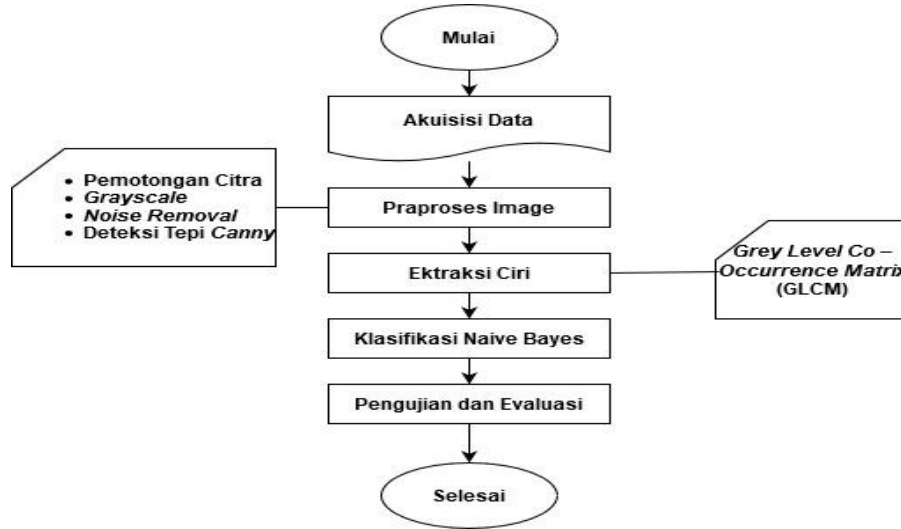 Mulai
Akuisisi Data
• Pemotongan Citra
• Grayscale
• Noise Removal
• Deteksi Tepi Canny
Praproses Image
Ektraksi Ciri
Grey Level Co –
Occurrence Matrix
(GLCM)
Klasifikasi Naive Bayes
Pengujian dan Evaluasi
Selesai